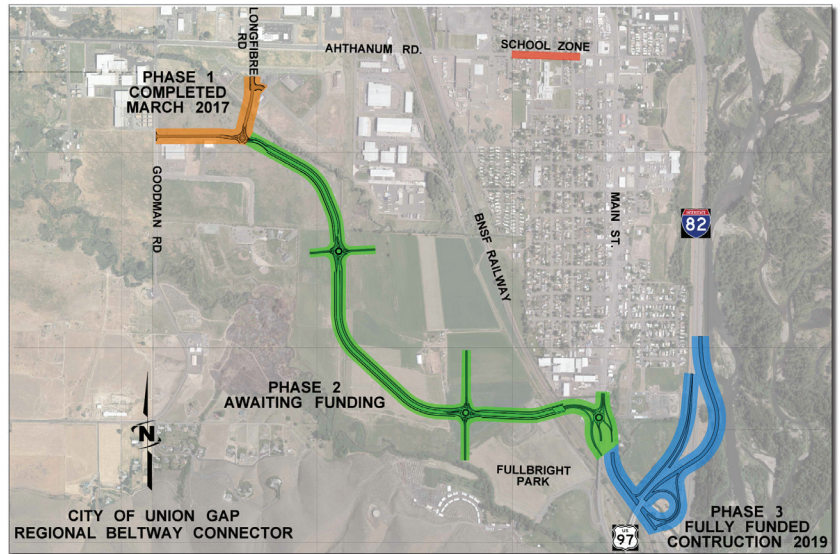 LONGFIBRE
RD
AHTHANUM RD.
SCHOOL ZONE
PHASE 1
COMPLETED
MARCH 2017
GOODMAN RD
MAIN ST.
INTERSTATE
82
BNSF RAILWAY
PHASE 2
AWAITING FUNDING
N
FULLBRIGHT
PARK
CITY OF UNION GAP
REGIONAL BELTWAY CONNECTOR
US
97
PHASE 3
FULLY FUNDED
CONTRUCTION 2019